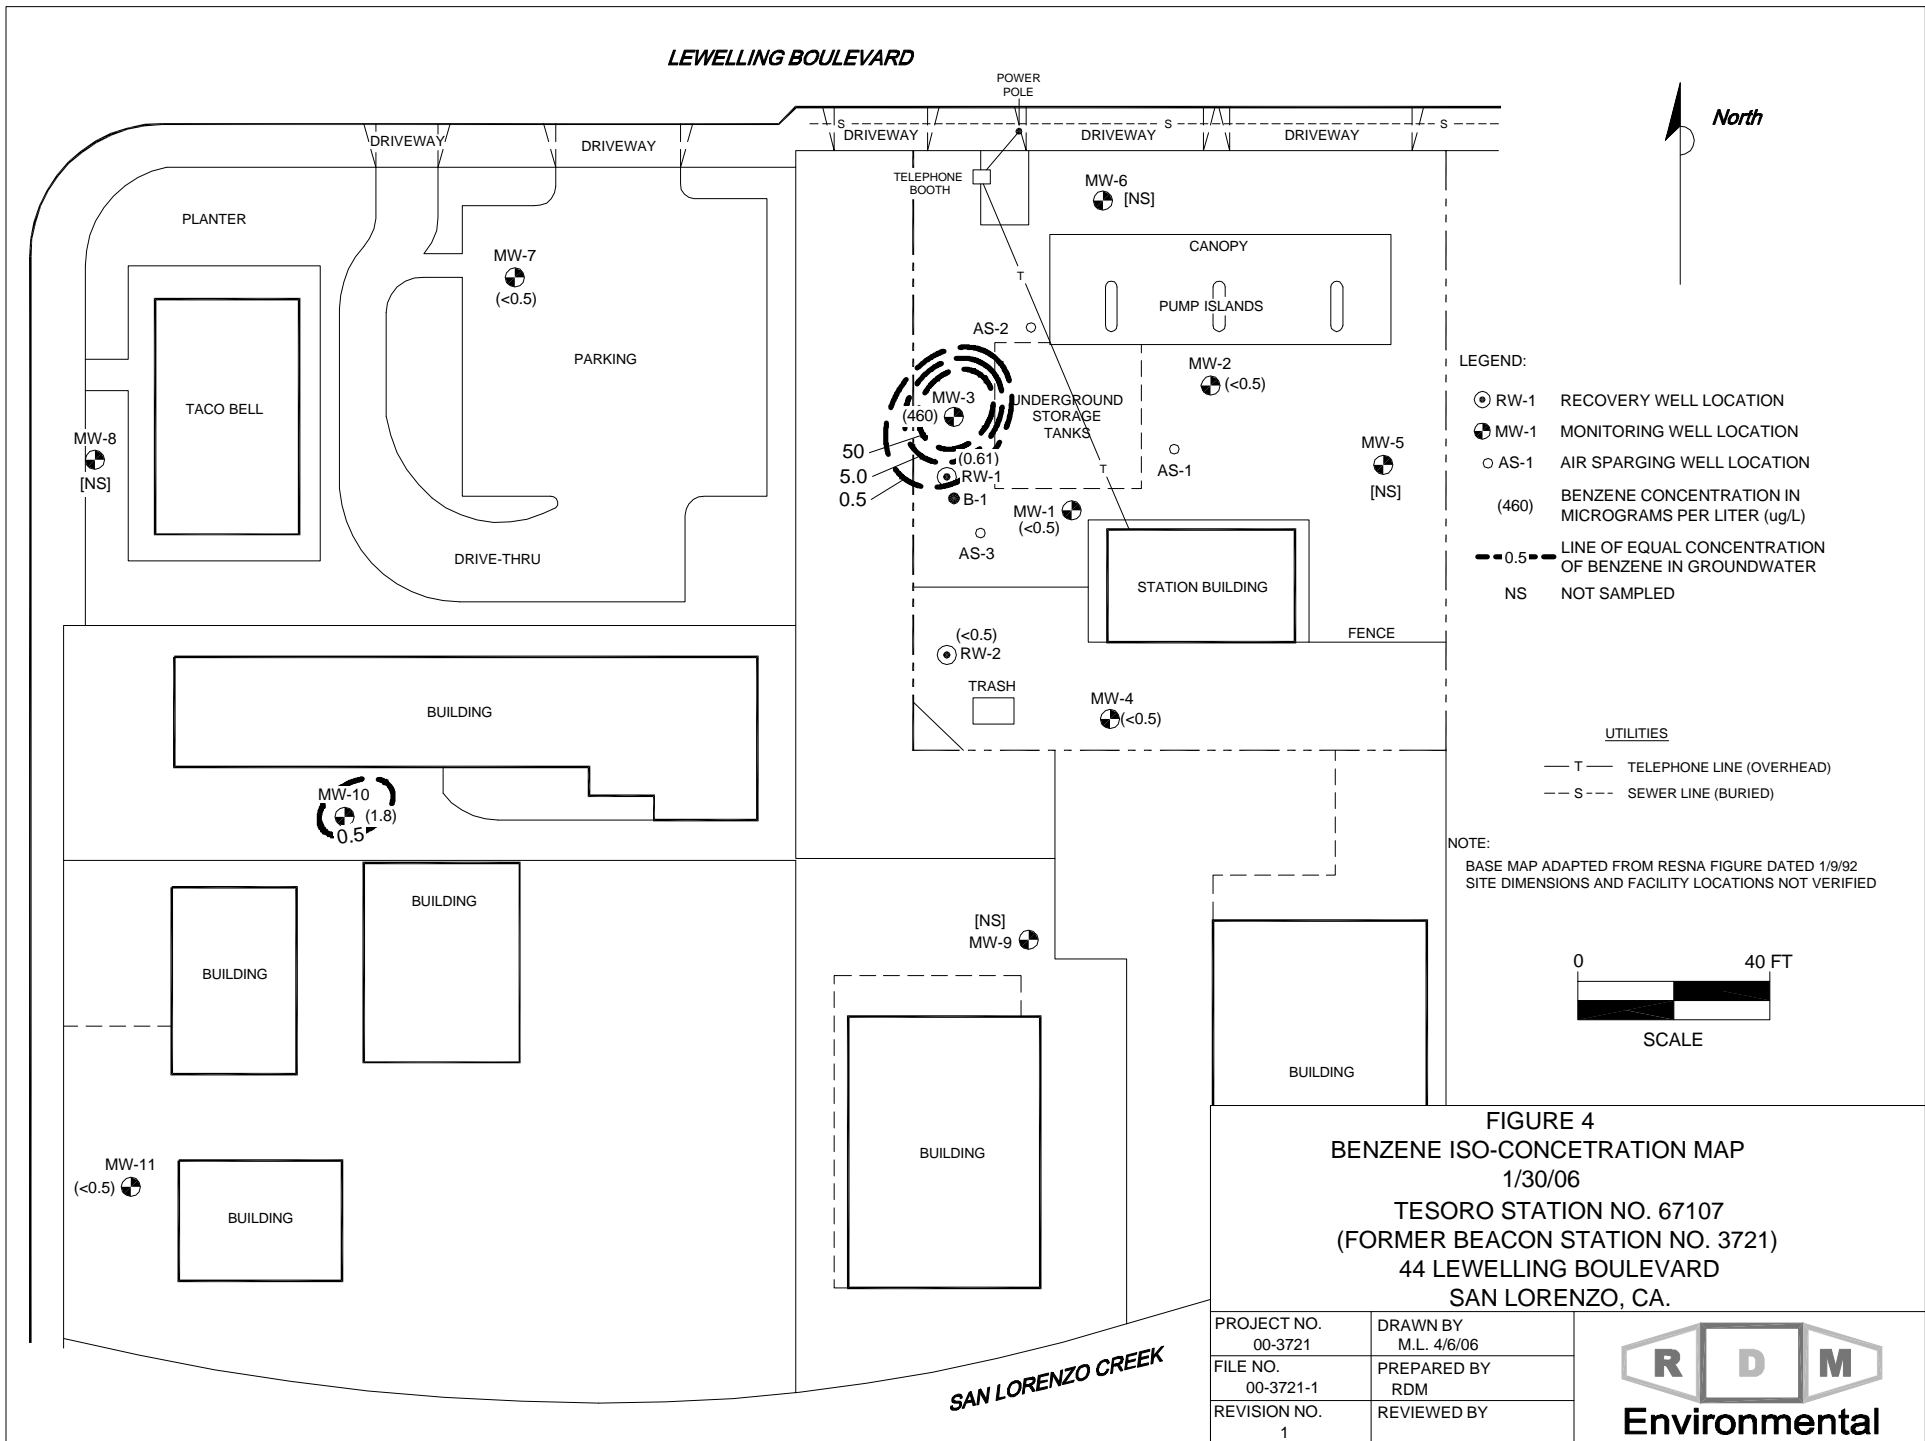 LEWELLING BOULEVARD
POWER
POLE
North
S
S
S
DRIVEWAY
DRIVEWAY
DRIVEWAY
DRIVEWAY
DRIVEWAY
TELEPHONE
BOOTH
MW-6
[NS]
PLANTER
CANOPY
MW-7
(<0.5)
T
PUMP ISLANDS
AS-2
PARKING
MW-2
(<0.5)
TACO BELL
MW-3
(460)
UNDERGROUND
STORAGE
TANKS
50
5.0
0.5
(0.61)
RW-1
B-1
T
AS-1
MW-5
[NS]
MW-8
[NS]
MW-1
(<0.5)
AS-3
DRIVE-THRU
STATION BUILDING
FENCE
(<0.5)
RW-2
TRASH
MW-4
(<0.5)
LEGEND:
RW-1 RECOVERY WELL LOCATION
MW-1 MONITORING WELL LOCATION
AS-1 AIR SPARGING WELL LOCATION
(460) BENZENE CONCENTRATION IN
MICROGRAMS PER LITER (ug/L)
0.5 LINE OF EQUAL CONCENTRATION
OF BENZENE IN GROUNDWATER
NS NOT SAMPLED
UTILITIES
T TELEPHONE LINE (OVERHEAD)
S SEWER LINE (BURIED)
NOTE:
BASE MAP ADAPTED FROM RESNA FIGURE DATED 1/9/92
SITE DIMENSIONS AND FACILITY LOCATIONS NOT VERIFIED
0 40 FT
SCALE
BUILDING
MW-10
(1.8)
0.5
BUILDING
BUILDING
[NS]
MW-9
BUILDING
BUILDING
MW-11
(<0.5)
BUILDING
SAN LORENZO CREEK
FIGURE 4
BENZENE ISO-CONCETRATION MAP
1/30/06
TESORO STATION NO. 67107
(FORMER BEACON STATION NO. 3721)
44 LEWELLING BOULEVARD
SAN LORENZO, CA.
PROJECT NO.
00-3721
DRAWN BY
M.L. 4/6/06
FILE NO.
00-3721-1
PREPARED BY
RDM
REVISION NO.
1
REVIEWED BY
R D M
Environmental